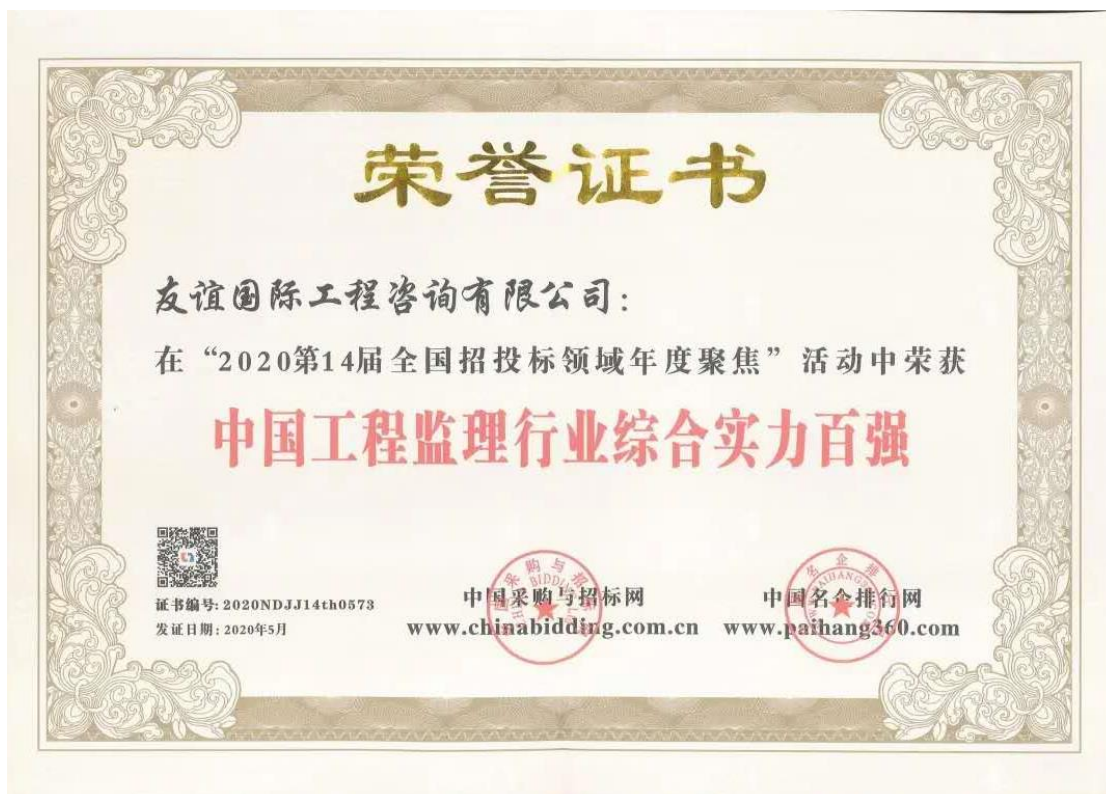 荣誉证书
友谊国际工程咨询有限公司:
在“2020第14届全国招投标领域年度聚焦”活动中荣获
中国工程监理行业综合实力百强
证书编号: 2020NDJJ14th0573
发证日期: 2020年5月
中国采购与招标网
www.chinabidding.com.cn
中国名企排行网
www.paihang360.com